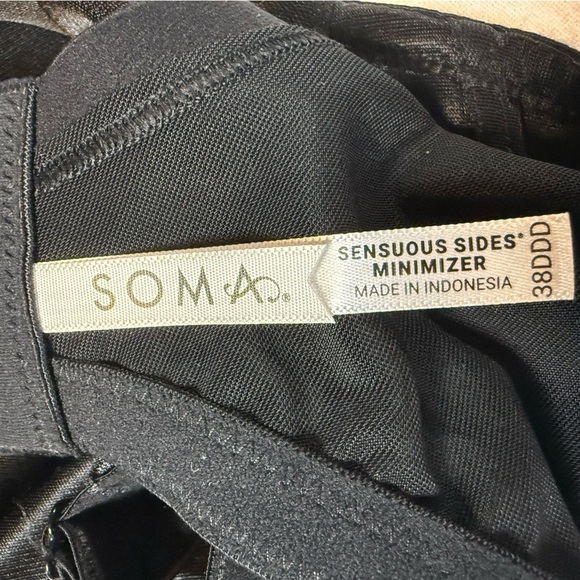 SOMA®
SENSUOUS SIDES®
MINIMIZER
MADE IN INDONESIA
38DDD